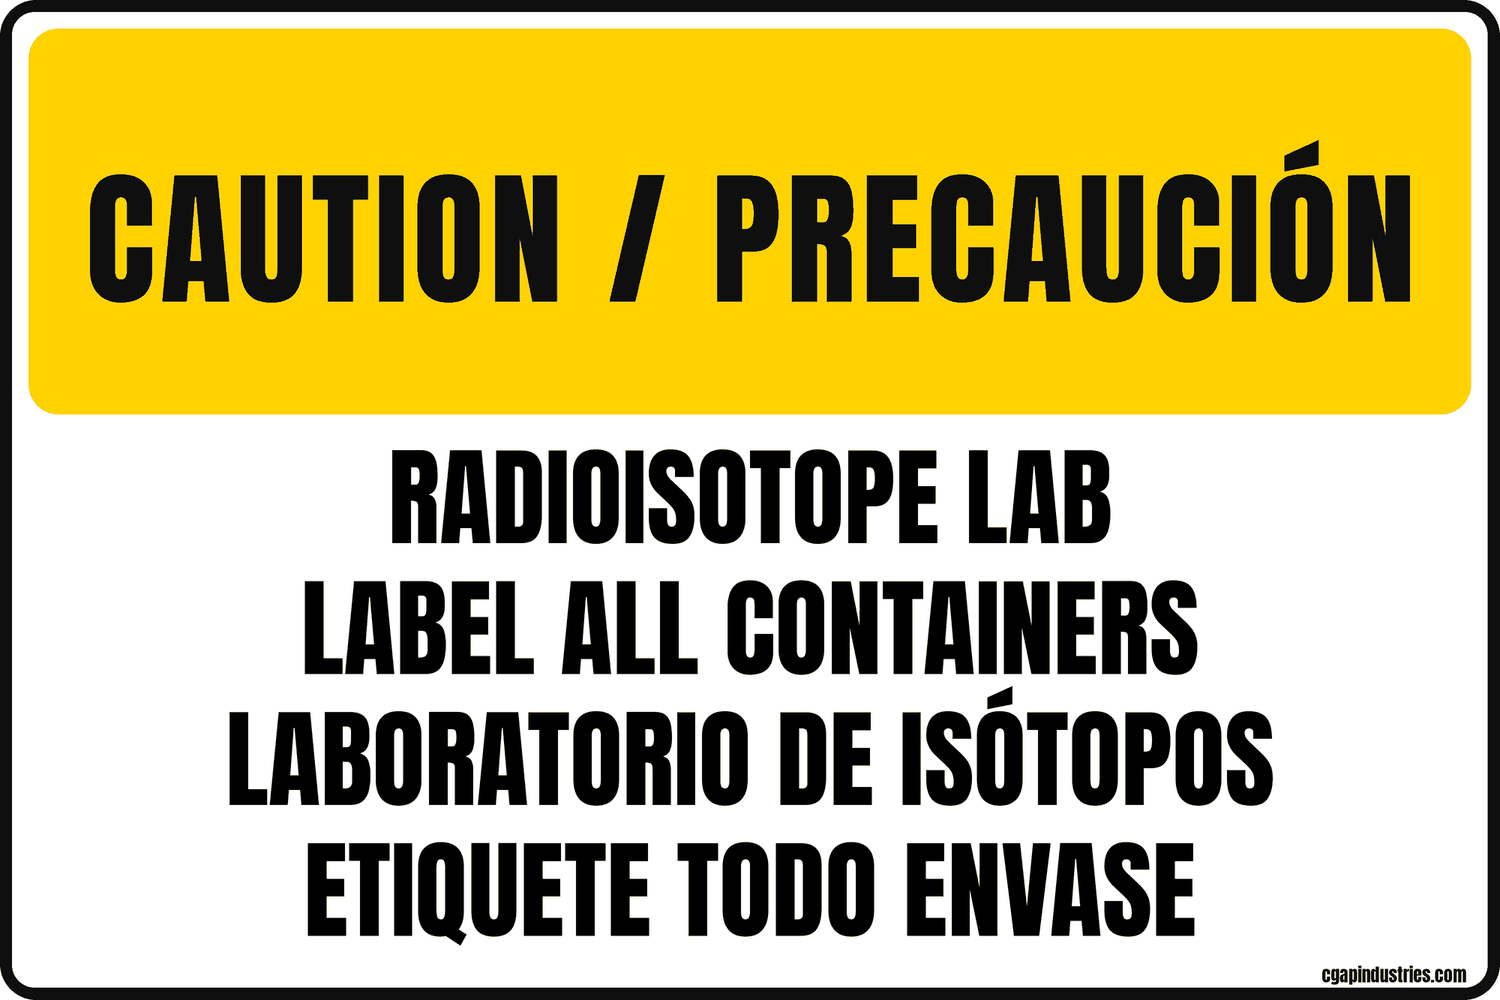 CAUTION / PRECAUCIÓN
RADIOISOTOPE LAB
LABEL ALL CONTAINERS
LABORATORIO DE ISÓTOPOS
ETIQUETE TODO ENVASE
cgapindustries.com